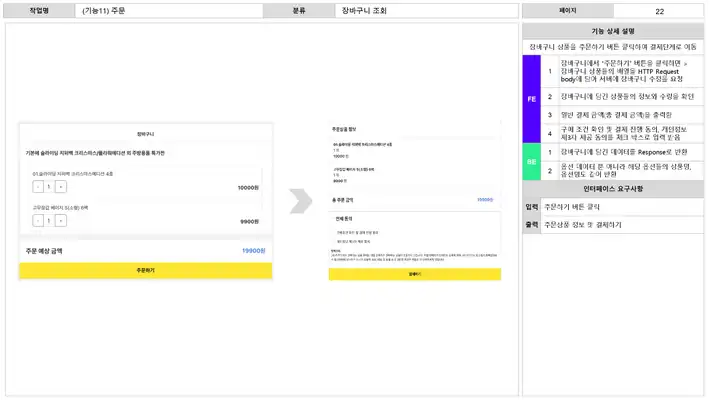 작업명
(기능11) 주문
분류
장바구니 조회
페이지
22
장바구니
기본에 슬라이딩 지퍼백 크리스마스/플라워에디션 외 주방용품 특가전
01.슬라이딩 지퍼백 크리스마스에디션 4종
-
1
+
10000원
고무장갑 베이지 S(소형) 6팩
-
1
+
9900원
주문 예상 금액
19900원
주문하기
주문상품 정보
01.슬라이딩 지퍼백 크리스마스에디션 4종
1 개
10000 원
고무장갑 베이지 S(소형) 6팩
1 개
9900 원
총 주문 금액
19900원
전체 동의
결제하기
기능 상세 설명
장바구니 상품을 주문하기 버튼 클릭하여 결제단계로 이동
FE
1
장바구니에서 '주문하기' 버튼을 클릭하면 >
장바구니 상품들의 배열을 HTTP Request
body에 담아 서버에 장바구니 수정을 요청
2
장바구니에 담긴 상품들의 정보와 수량을 확인
3
일반 결제 금액(총 결제 금액)을 출력함
4
구매 조건 확인 및 결제 진행 동의, 개인정보
제3자 제공 동의를 체크 박스로 입력 받음
BE
1
장바구니에 담긴 데이터를 Response로 반환
2
옵션 데이터 뿐 아니라 해당 옵션들의 상품명,
옵션명도 같이 반환
인터페이스 요구사항
입력
주문하기 버튼 클릭
출력
주문상품 정보 및 결제하기